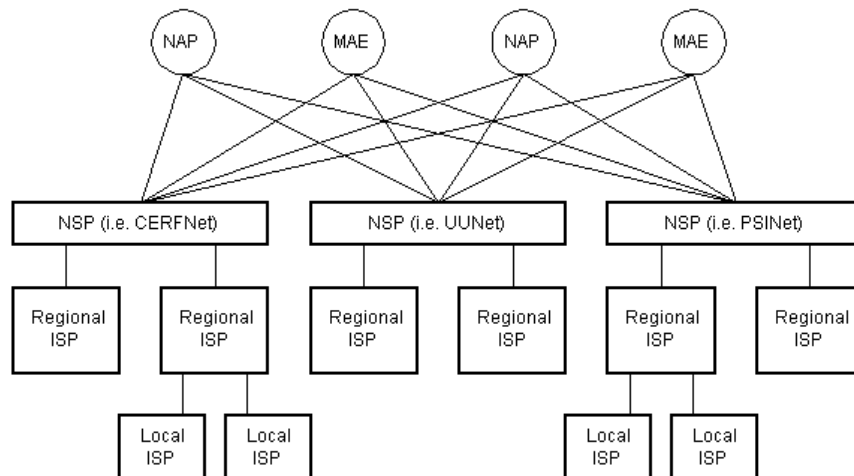 NAP
MAE
NAP
MAE
NSP (i.e. CERFNet)
NSP (i.e. UUNet)
NSP (i.e. PSINet)
Regional
ISP
Regional
ISP
Regional
ISP
Regional
ISP
Regional
ISP
Regional
ISP
Local
ISP
Local
ISP
Local
ISP
Local
ISP